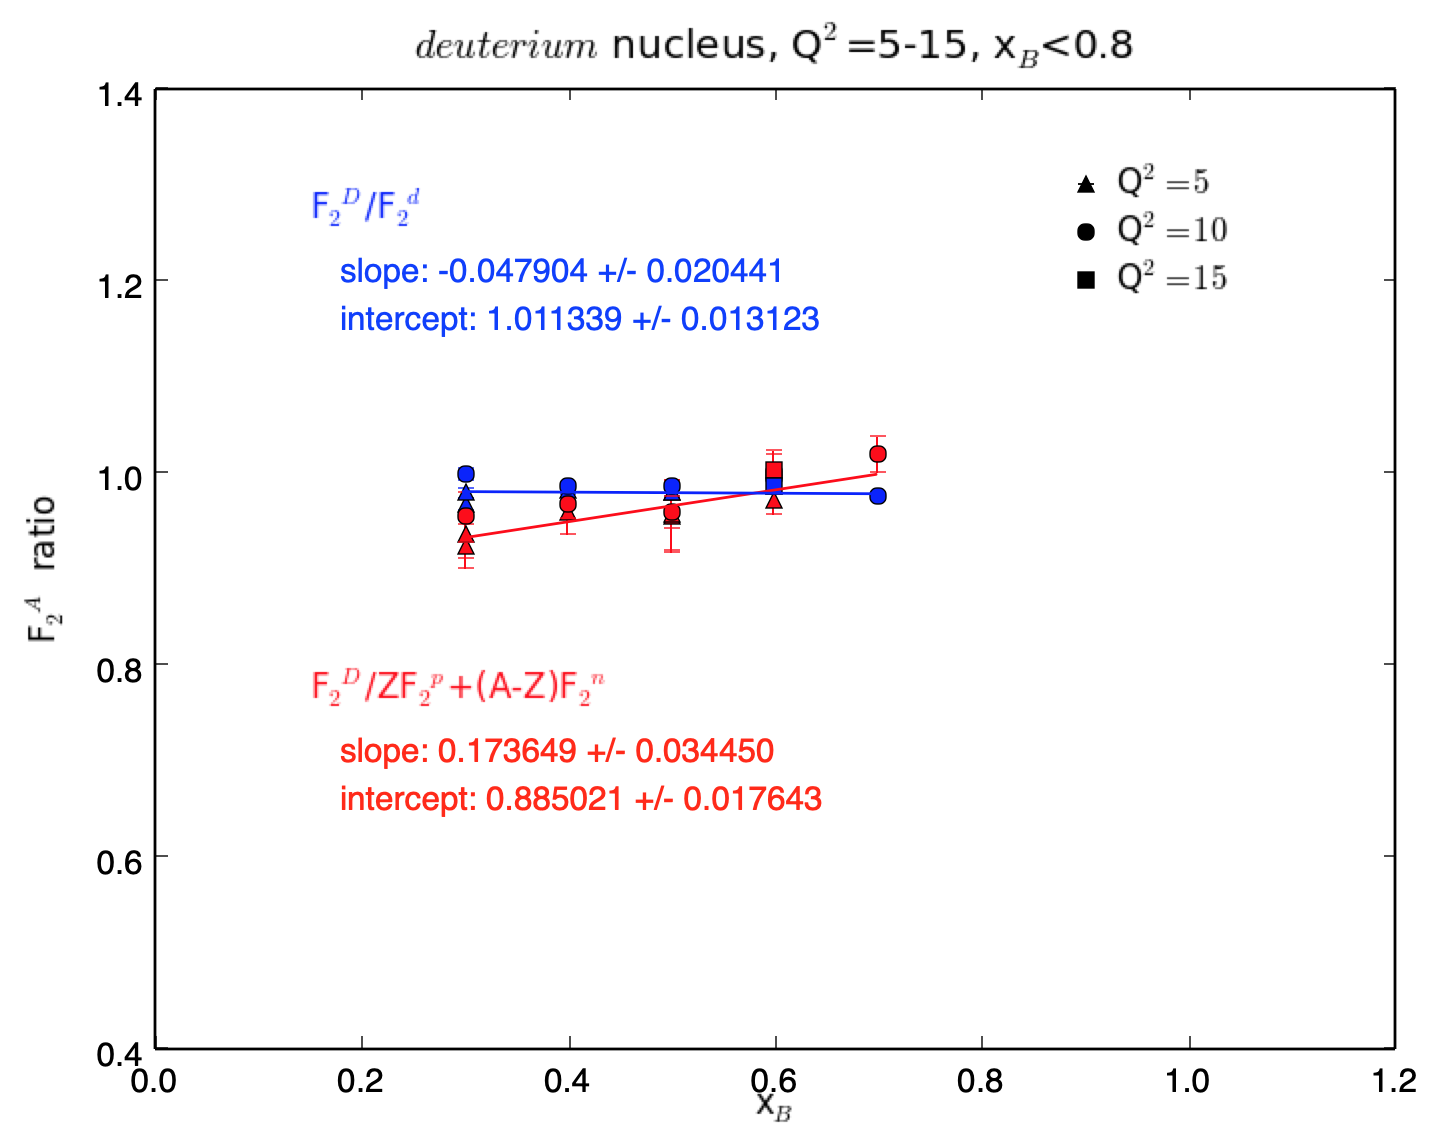 deuterium nucleus, Q² =5-15, x_B<0.8
1.4
1.2
1.0
0.8
0.6
0.4
F₂ᴬ ratio
F₂ᴰ/F₂ᵈ
slope: -0.047904 +/- 0.020441
intercept: 1.011339 +/- 0.013123
Q² =5
Q² =10
Q² =15
F₂ᴰ/ZF₂ᵖ+(A-Z)F₂ⁿ
slope: 0.173649 +/- 0.034450
intercept: 0.885021 +/- 0.017643
0.0 0.2 0.4 0.6 0.8 1.0 1.2
x_B